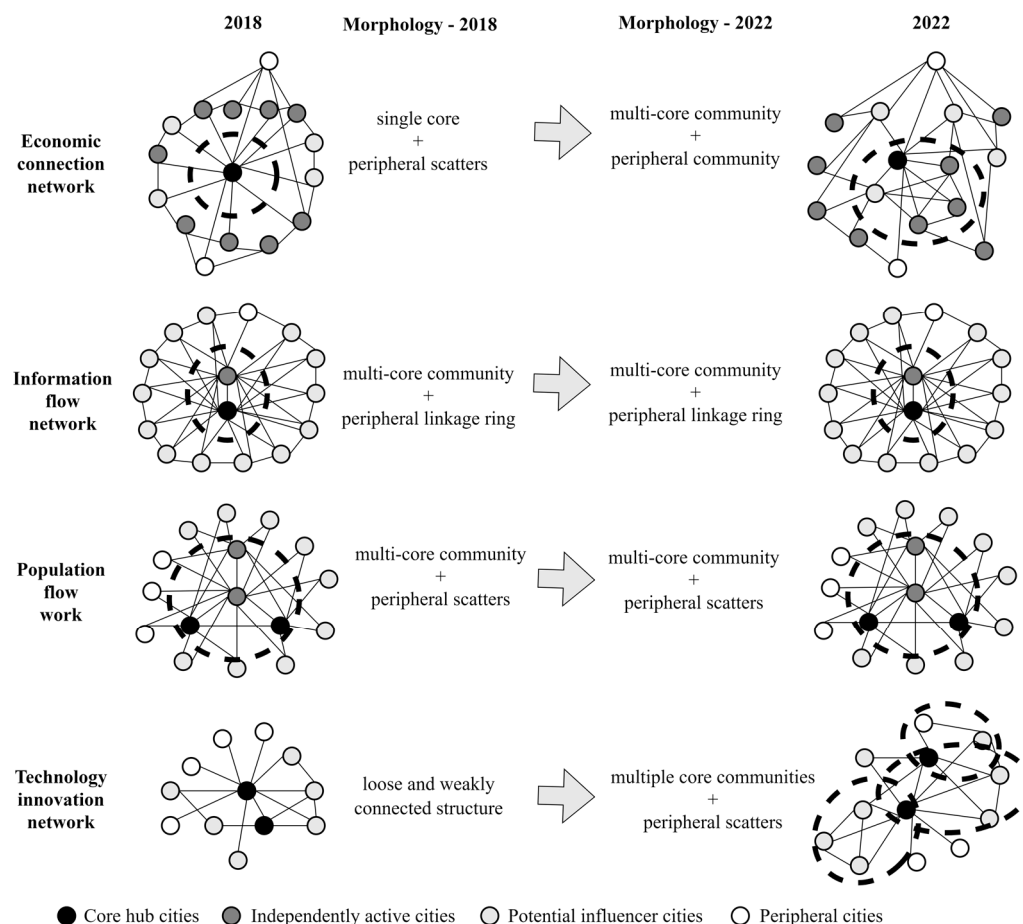 2018 Morphology - 2018 Morphology - 2022 2022
Economic
connection
network
single core
+
peripheral scatters
multi-core community
+
peripheral community
Information
flow
network
multi-core community
+
peripheral linkage ring
multi-core community
+
peripheral linkage ring
Population
flow
work
multi-core community
+
peripheral scatters
multi-core community
+
peripheral scatters
Technology
innovation
network
loose and weakly
connected structure
multiple core communities
+
peripheral scatters
Core hub cities Independently active cities Potential influencer cities Peripheral cities